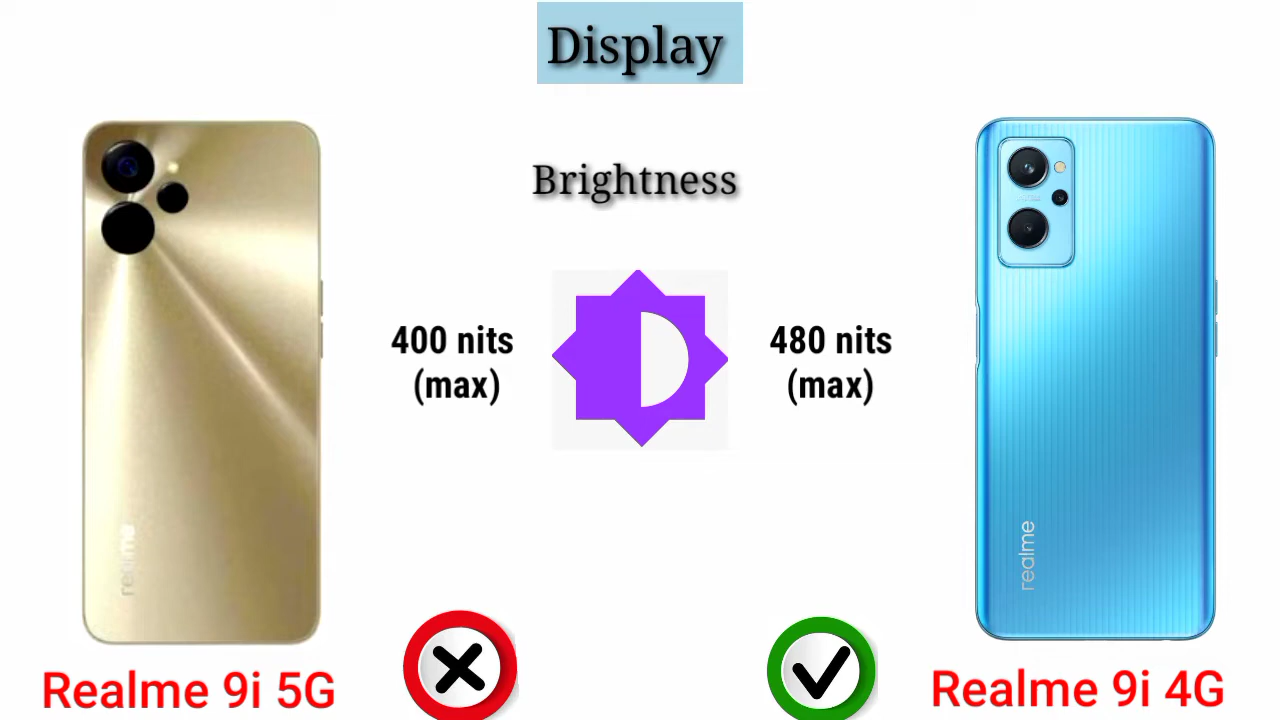 Display
Brightness
400 nits
(max)
480 nits
(max)
realme
realme
Realme 9i 5G
Realme 9i 4G